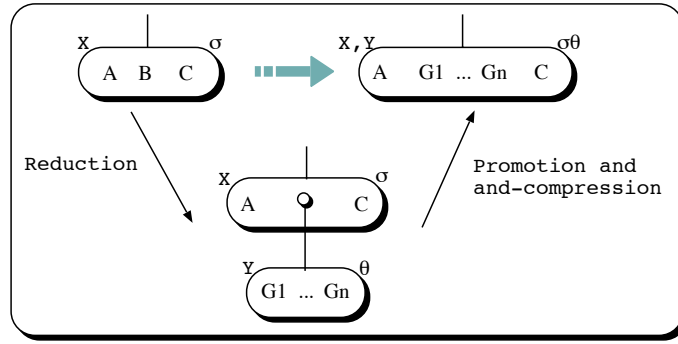 X σ
A B C
X,Y σθ
A G1 ... Gn C
Reduction
X σ
A C
Promotion and
and-compression
Y θ
G1 ... Gn